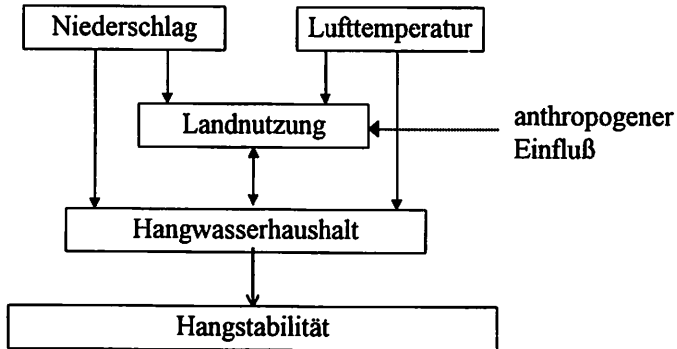 Niederschlag
Lufttemperatur
Landnutzung
anthropogener
Einfluß
Hangwasserhaushalt
Hangstabilität